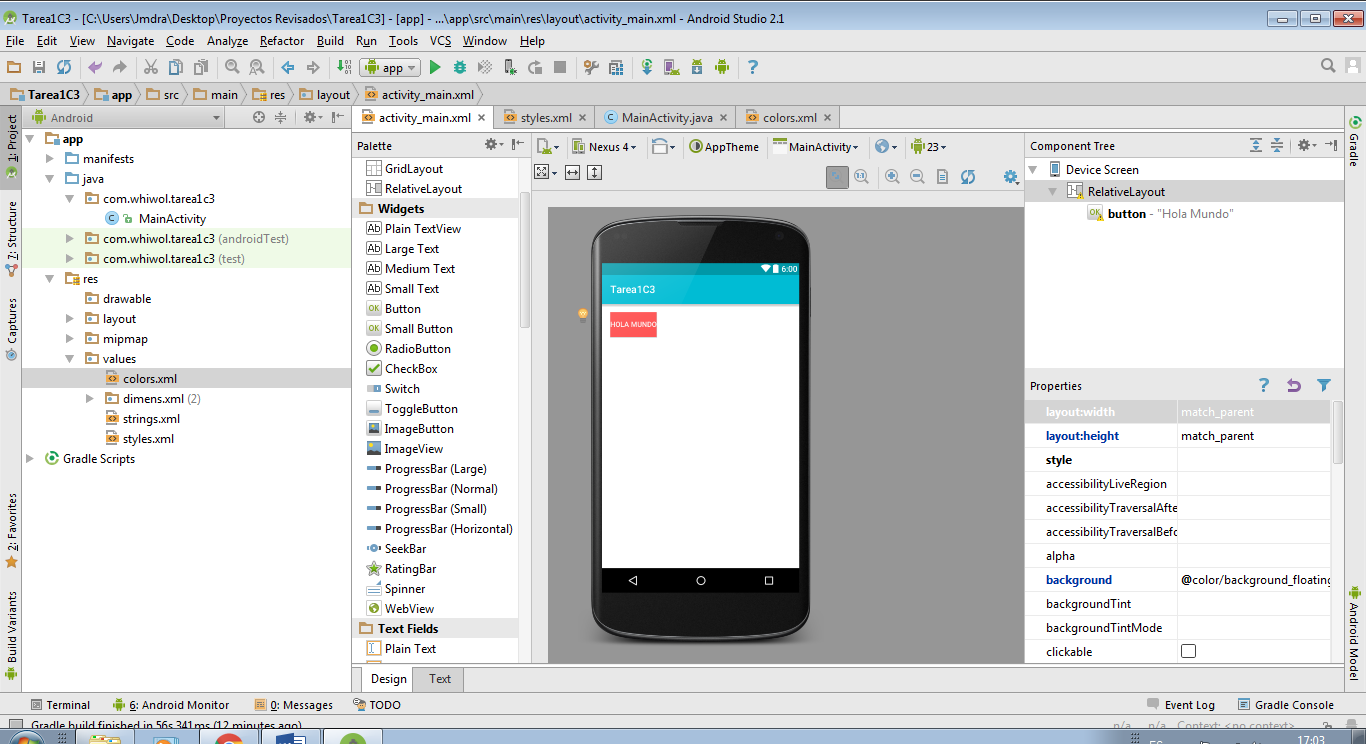 Tarea1C3 - [C:\Users\Jmdra\Desktop\Proyectos Revisados\Tarea1C3] - [app] - ...\app\src\main\res\layout\activity_main.xml - Android Studio 2.1
File Edit View Navigate Code Analyze Refactor Build Run Tools VCS Window Help
app
Tarea1C3 app src main res layout activity_main.xml
1: Project
7: Structure
Captures
2: Favorites
Build Variants
Android
app
manifests
java
com.whiwol.tarea1c3
MainActivity
com.whiwol.tarea1c3 (androidTest)
com.whiwol.tarea1c3 (test)
res
drawable
layout
mipmap
values
colors.xml
dimens.xml (2)
strings.xml
styles.xml
Gradle Scripts
activity_main.xml styles.xml MainActivity.java colors.xml
Palette
GridLayout
RelativeLayout
Widgets
Plain TextView
Large Text
Medium Text
Small Text
Button
Small Button
RadioButton
CheckBox
Switch
ToggleButton
ImageButton
ImageView
ProgressBar (Large)
ProgressBar (Normal)
ProgressBar (Small)
ProgressBar (Horizontal)
SeekBar
RatingBar
Spinner
WebView
Text Fields
Plain Text
Nexus 4 AppTheme MainActivity 23
6:00
Tarea1C3
HOLA MUNDO
Design Text
Component Tree
Device Screen
RelativeLayout
button - "Hola Mundo"
Properties
layout:width match_parent
layout:height match_parent
style
accessibilityLiveRegion
accessibilityTraversalAfte
accessibilityTraversalBefo
alpha
background @color/background_floating
backgroundTint
backgroundTintMode
clickable
Gradle
Android Model
Terminal 6: Android Monitor 0: Messages TODO Event Log Gradle Console
Gradle build finished in 56s 341ms (12 minutes ago) n/a n/a Context: <no context>
ES 17:03